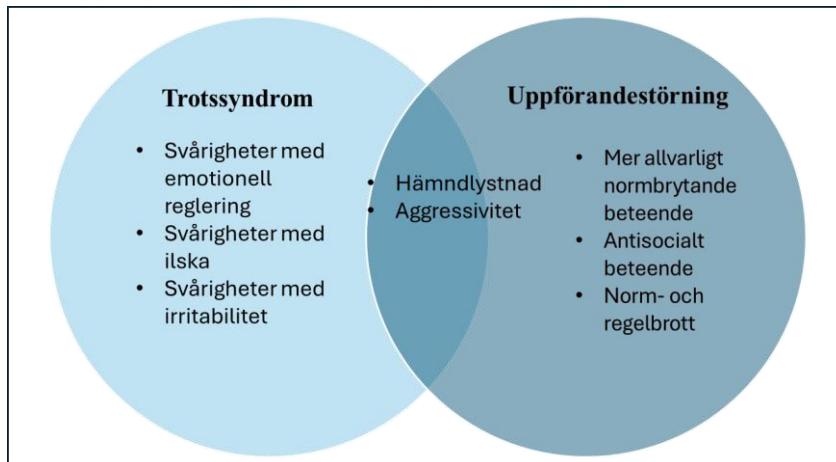 Trotssyndrom
• Svårigheter med
emotionell
reglering
• Svårigheter med
ilska
• Svårigheter med
irritabilitet
• Hämndlystnad
• Aggressivitet
Uppförandestörning
• Mer allvarligt
normbrytande
beteende
• Antisocialt
beteende
• Norm- och
regelbrott